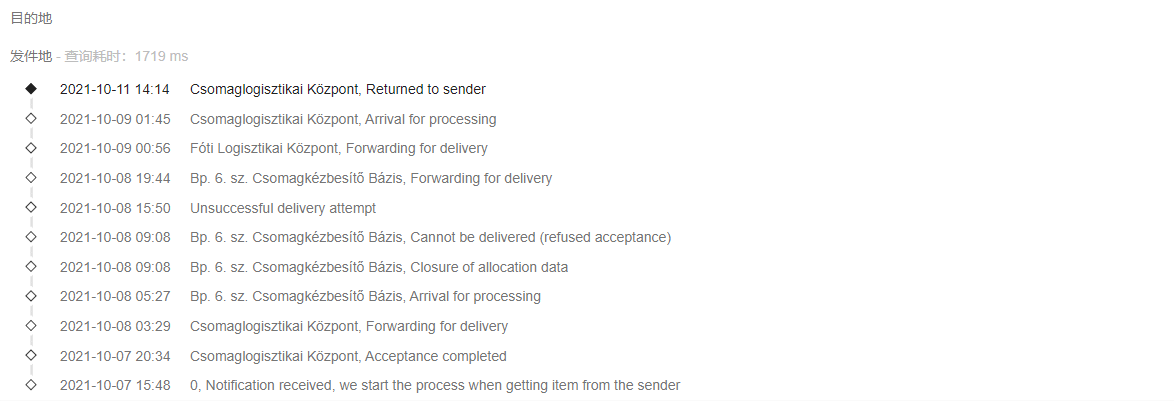 目的地
发件地 - 查询耗时：1719 ms
2021-10-11 14:14 Csomaglogisztikai Központ, Returned to sender
2021-10-09 01:45 Csomaglogisztikai Központ, Arrival for processing
2021-10-09 00:56 Fóti Logisztikai Központ, Forwarding for delivery
2021-10-08 19:44 Bp. 6. sz. Csomagkézbesítő Bázis, Forwarding for delivery
2021-10-08 15:50 Unsuccessful delivery attempt
2021-10-08 09:08 Bp. 6. sz. Csomagkézbesítő Bázis, Cannot be delivered (refused acceptance)
2021-10-08 09:08 Bp. 6. sz. Csomagkézbesítő Bázis, Closure of allocation data
2021-10-08 05:27 Bp. 6. sz. Csomagkézbesítő Bázis, Arrival for processing
2021-10-08 03:29 Csomaglogisztikai Központ, Forwarding for delivery
2021-10-07 20:34 Csomaglogisztikai Központ, Acceptance completed
2021-10-07 15:48 0, Notification received, we start the process when getting item from the sender